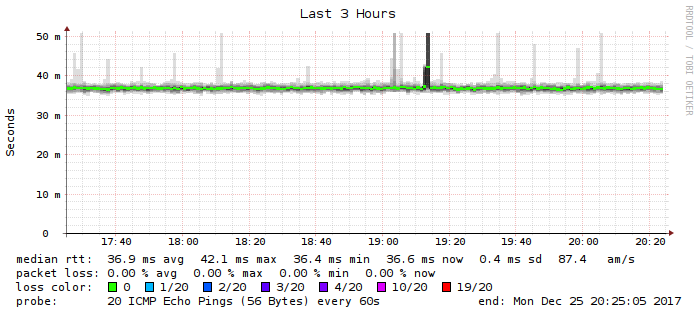 Last 3 Hours
RRDTOOL / TOBI OETIKER
Seconds
50 m
40 m
30 m
20 m
10 m
0
17:40 18:00 18:20 18:40 19:00 19:20 19:40 20:00 20:20
median rtt: 36.9 ms avg 42.1 ms max 36.4 ms min 36.6 ms now 0.4 ms sd 87.4 am/s
packet loss: 0.00 % avg 0.00 % max 0.00 % min 0.00 % now
loss color: 0 1/20 2/20 3/20 4/20 10/20 19/20
probe: 20 ICMP Echo Pings (56 Bytes) every 60s end: Mon Dec 25 20:25:05 2017